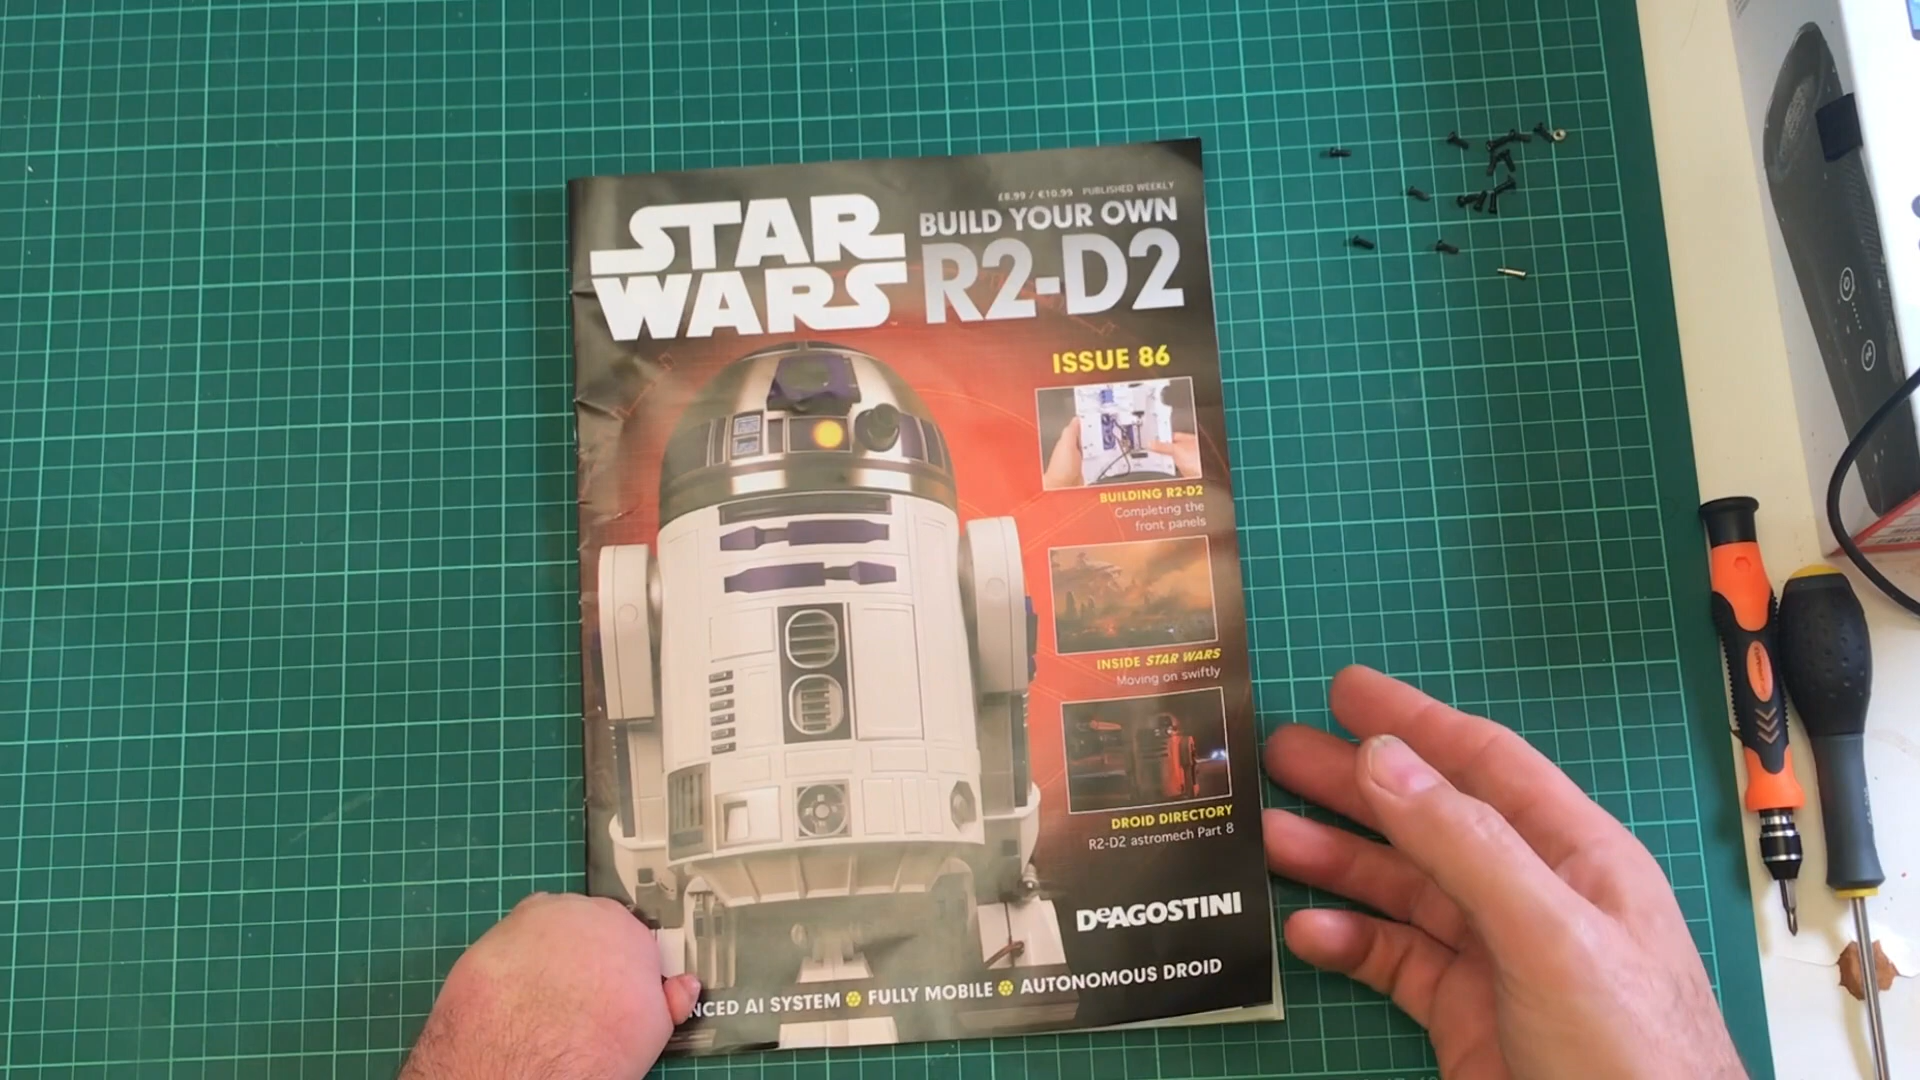 £8.99 / €10.99 PUBLISHED WEEKLY
STAR
WARS
BUILD YOUR OWN
R2-D2
ISSUE 86
BUILDING R2-D2
Completing the
front panels
INSIDE STAR WARS
Moving on swiftly
DROID DIRECTORY
R2-D2 astromech Part 8
DeAGOSTINI
NCED AI SYSTEM FULLY MOBILE AUTONOMOUS DROID